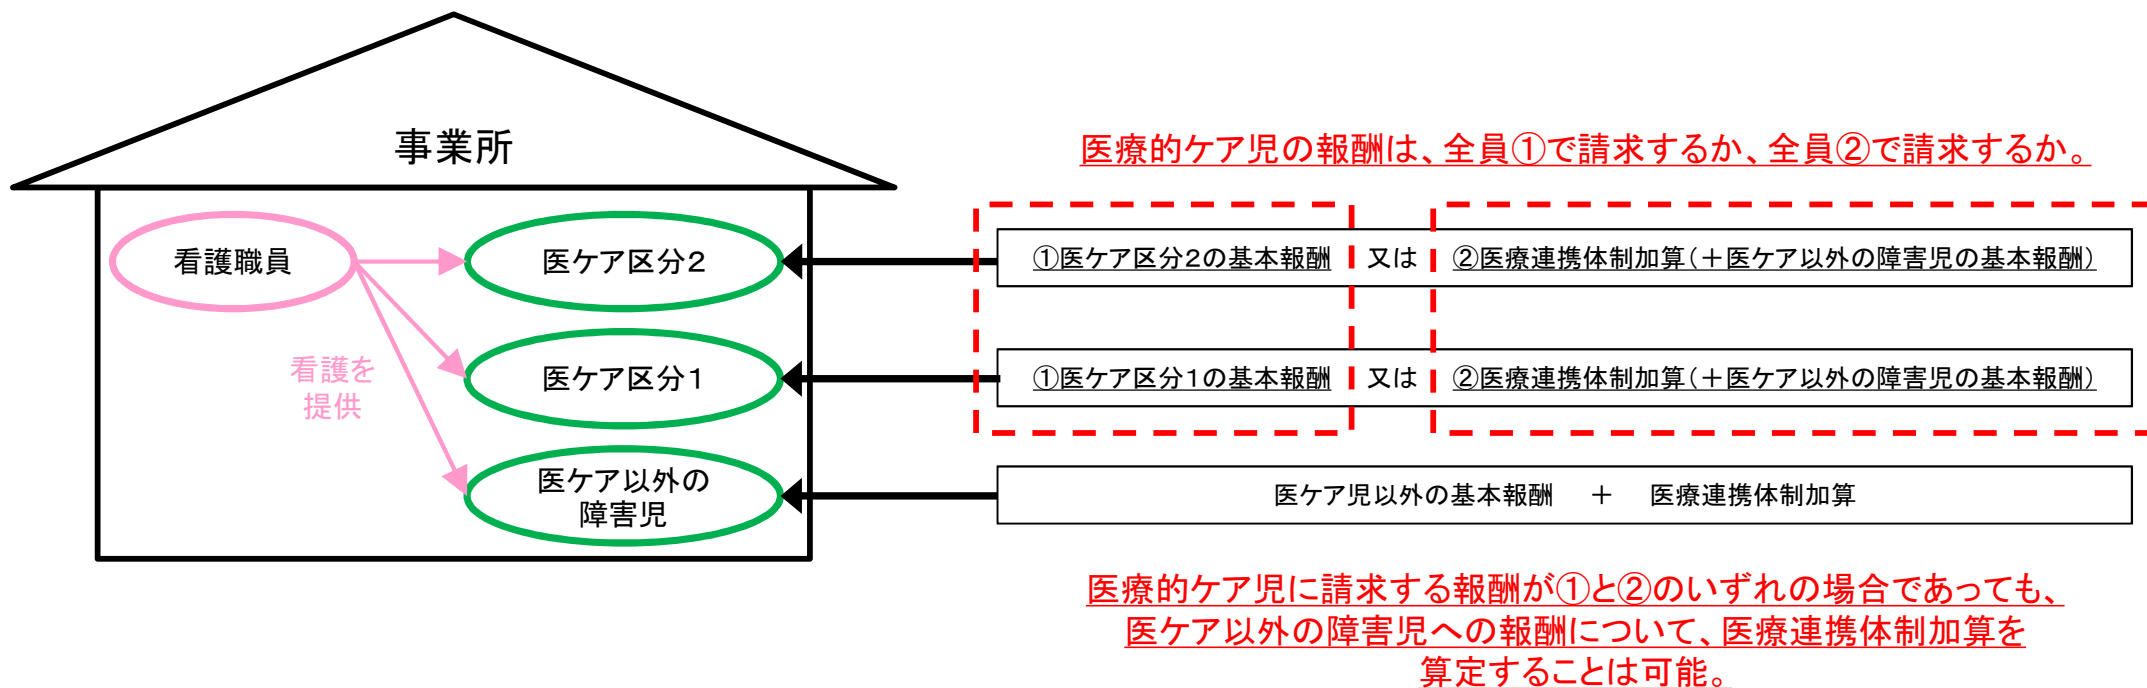 事業所
医療的ケア児の報酬は、全員①で請求するか、全員②で請求するか。
看護職員
医ケア区分2
①医ケア区分2の基本報酬 又は ②医療連携体制加算(+医ケア以外の障害児の基本報酬)
医ケア区分1
①医ケア区分1の基本報酬 又は ②医療連携体制加算(+医ケア以外の障害児の基本報酬)
看護を
提供
医ケア以外の
障害児
医ケア児以外の基本報酬 + 医療連携体制加算
医療的ケア児に請求する報酬が①と②のいずれの場合であっても、
医ケア以外の障害児への報酬について、医療連携体制加算を
算定することは可能。